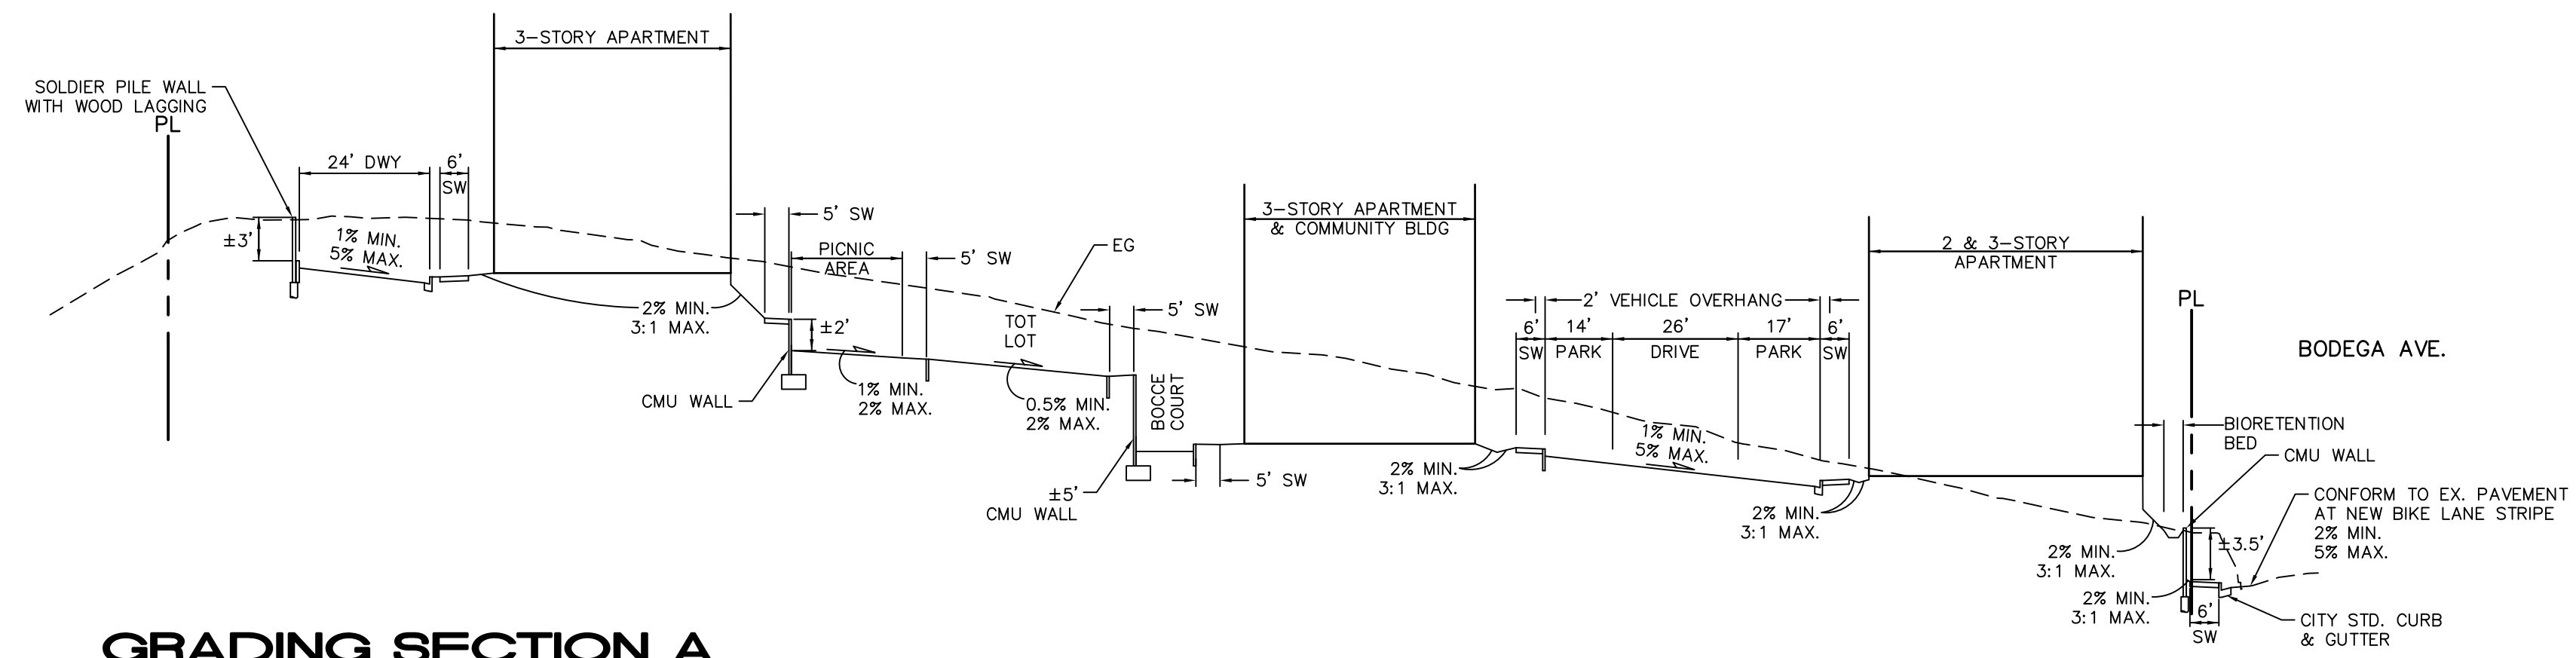 3-STORY APARTMENT
SOLDIER PILE WALL
WITH WOOD LAGGING
PL
24' DWY
6'
SW
±3'
1% MIN.
5% MAX.
2% MIN.
3:1 MAX.
5' SW
PICNIC
AREA
5' SW
±2'
CMU WALL
1% MIN.
2% MAX.
EG
TOT
LOT
5' SW
0.5% MIN.
2% MAX.
BOCCE
COURT
±5'
CMU WALL
5' SW
3-STORY APARTMENT
& COMMUNITY BLDG
2% MIN.
3:1 MAX.
2' VEHICLE OVERHANG
6'
SW
14'
PARK
26'
DRIVE
17'
PARK
6'
SW
1% MIN.
5% MAX.
2% MIN.
3:1 MAX.
2 & 3-STORY
APARTMENT
PL
BODEGA AVE.
BIORETENTION
BED
CMU WALL
CONFORM TO EX. PAVEMENT
AT NEW BIKE LANE STRIPE
2% MIN.
5% MAX.
±3.5'
2% MIN.
3:1 MAX.
2% MIN.
3:1 MAX.
6'
SW
CITY STD. CURB
& GUTTER
GRADING SECTION A